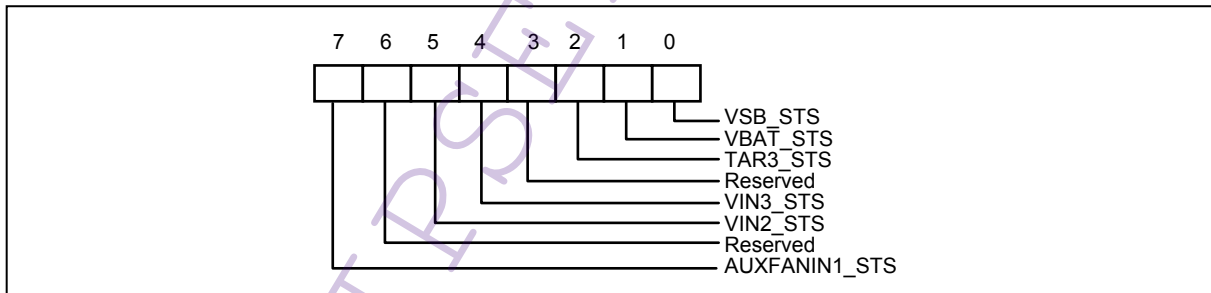 7 6 5 4 3 2 1 0
VSB_STS
VBAT_STS
TAR3_STS
Reserved
VIN3_STS
VIN2_STS
Reserved
AUXFANIN1_STS